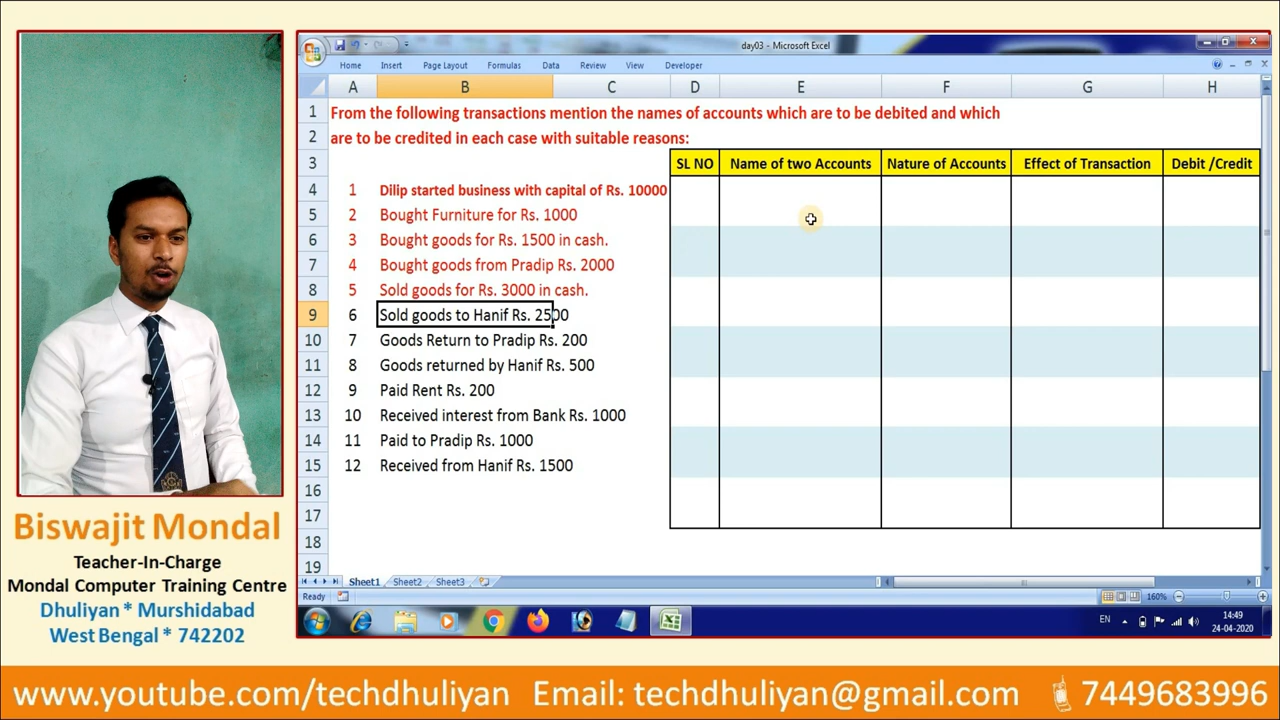 day03 - Microsoft Excel
Home Insert Page Layout Formulas Data Review View Developer
A B C D E F G H
1 From the following transactions mention the names of accounts which are to be debited and which
2 are to be credited in each case with suitable reasons:
3 SL NO Name of two Accounts Nature of Accounts Effect of Transaction Debit /Credit
4 1 Dilip started business with capital of Rs. 10000
5 2 Bought Furniture for Rs. 1000
6 3 Bought goods for Rs. 1500 in cash.
7 4 Bought goods from Pradip Rs. 2000
8 5 Sold goods for Rs. 3000 in cash.
9 6 Sold goods to Hanif Rs. 2500
10 7 Goods Return to Pradip Rs. 200
11 8 Goods returned by Hanif Rs. 500
12 9 Paid Rent Rs. 200
13 10 Received interest from Bank Rs. 1000
14 11 Paid to Pradip Rs. 1000
15 12 Received from Hanif Rs. 1500
16
17
18
19
Sheet1 Sheet2 Sheet3
Ready 160%
EN 14:49
24-04-2020
Biswajit Mondal
Teacher-In-Charge
Mondal Computer Training Centre
Dhuliyan * Murshidabad
West Bengal * 742202
www.youtube.com/techdhuliyan Email: techdhuliyan@gmail.com 7449683996